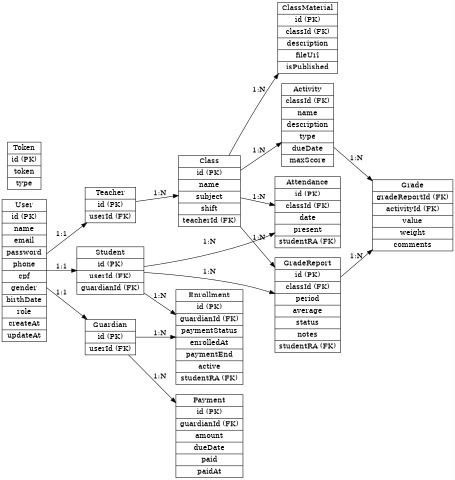 Token
id (PK)
token
type
User
id (PK)
name
email
password
phone
cpf
gender
birthDate
role
createAt
updateAt
1:1
1:1
1:1
Teacher
id (PK)
userId (FK)
Student
id (PK)
userId (FK)
guardianId (FK)
Guardian
id (PK)
userId (PK)
1:N
1:N
1:N
1:N
1:N
1:N
Class
id (PK)
name
subject
shift
teacherId (FK)
Enrollment
id (PK)
guardianId (FK)
paymentStatus
enrolledAt
paymentEnd
active
studentRA (FK)
Payment
id (PK)
guardianId (FK)
amount
dueDate
paid
paidAt
1:N
1:N
1:N
1:N
ClassMaterial
id (PK)
classId (FK)
description
fileUrl
isPublished
Activity
classId (FK)
name
description
type
dueDate
maxScore
Attendance
id (PK)
classId (FK)
date
present
studentRA (FK)
GradeReport
id (PK)
classId (FK)
period
average
status
notes
studentRA (FK)
1:N
1:N
Grade
gradeReportId (FK)
activityId (FK)
value
weight
comments